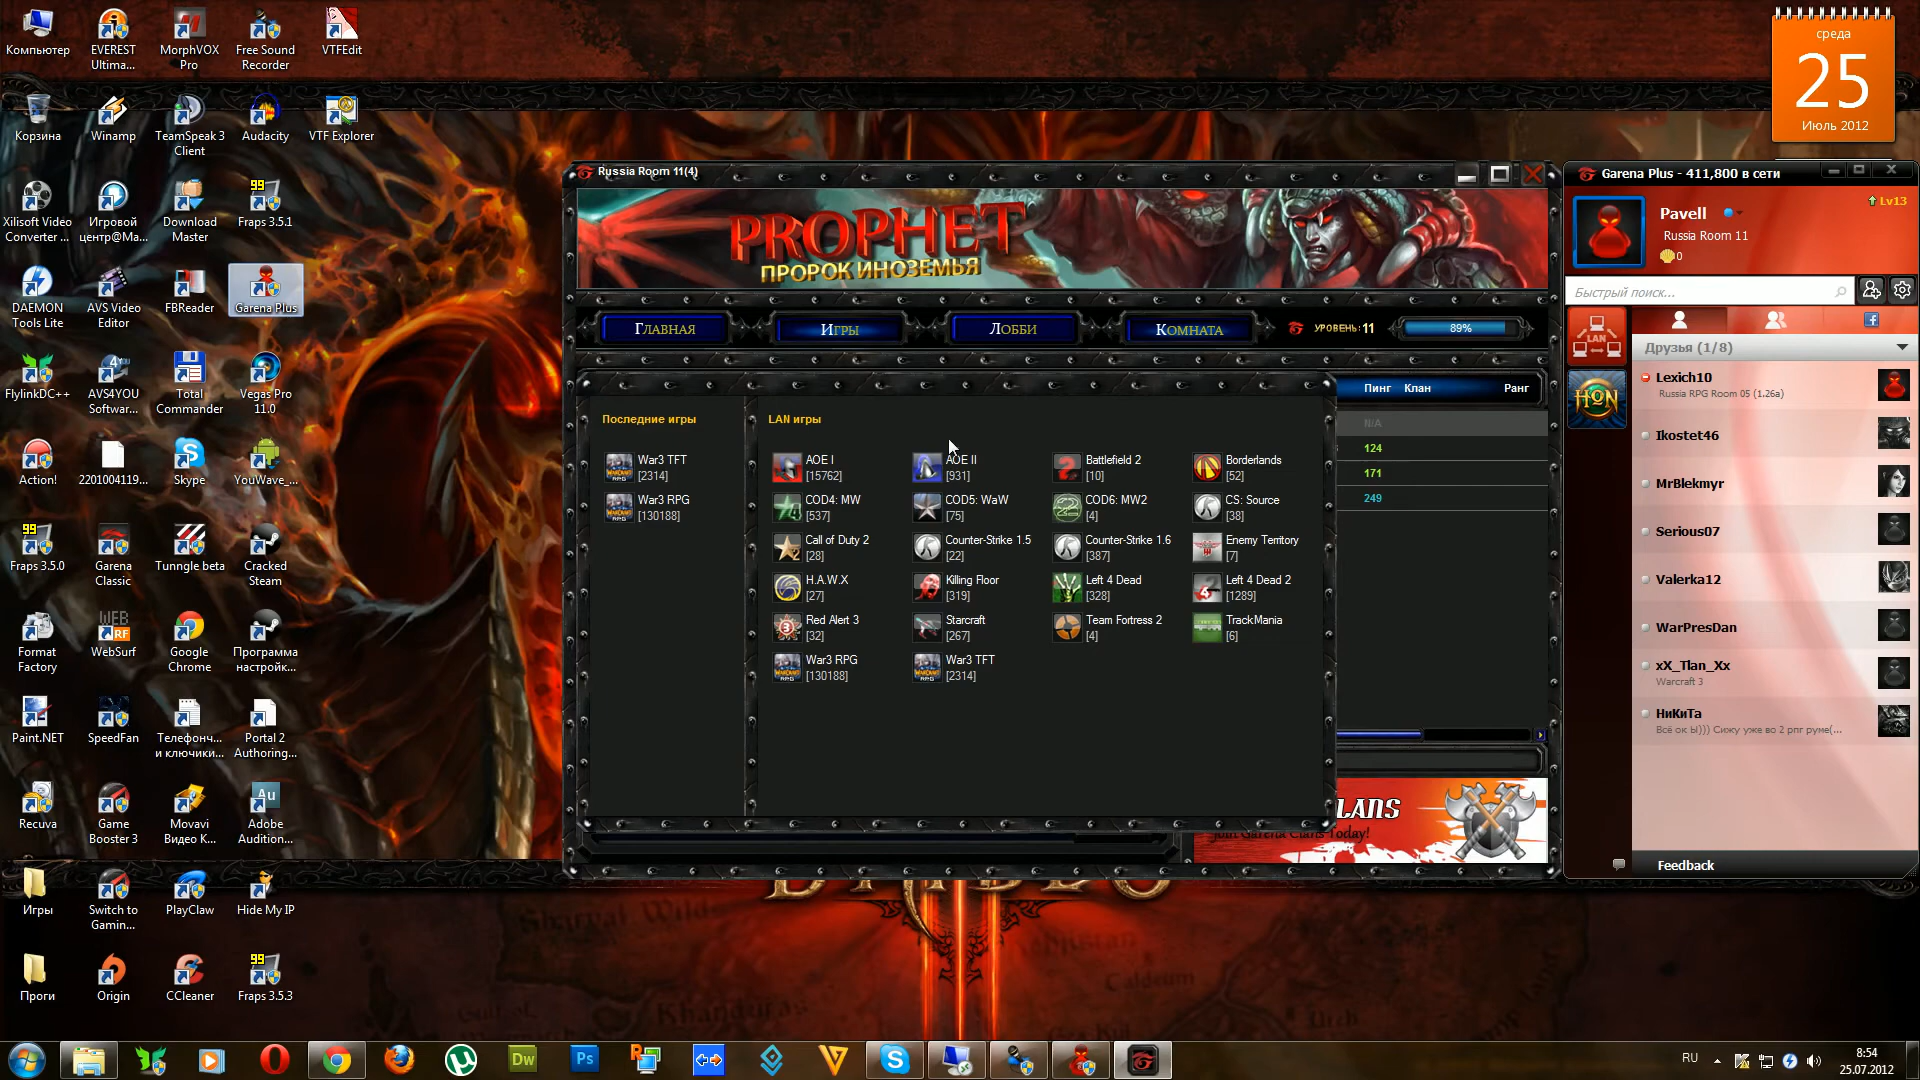 Компьютер
EVEREST
Ultima...
MorphVOX
Pro
Free Sound
Recorder
VTFEdit
Корзина
Winamp
TeamSpeak 3
Client
Audacity
VTF Explorer
Xilisoft Video
Converter ...
Игровой
центр@Ma...
Download
Master
Fraps 3.5.1
DAEMON
Tools Lite
AVS Video
Editor
FBReader
Garena Plus
FlylinkDC++
AVS4YOU
Softwar...
Total
Commander
Vegas Pro
11.0
Action!
2201004119...
Skype
YouWave_...
Fraps 3.5.0
Garena
Classic
Tunngle beta
Cracked
Steam
Format
Factory
WebSurf
Google
Chrome
Программа
настройк...
Paint.NET
SpeedFan
Телефонч...
и ключики...
Portal 2
Authoring...
Recuva
Game
Booster 3
Movavi
Видео К...
Adobe
Audition...
Игры
Switch to
Gamin...
PlayClaw
Hide My IP
Проги
Origin
CCleaner
Fraps 3.5.3
среда
25
Июль 2012
Russia Room 11(4)
PROPHET
ПРОРОК ИНОЗЕМЬЯ
Главная
Игры
Лобби
Комната
УРОВЕНЬ: 11
89%
Пинг Клан Ранг
N/A
124
171
249
Последние игры
War3 TFT
[2314]
War3 RPG
[130188]
LAN игры
AOE I
[15762]
AOE II
[931]
Battlefield 2
[10]
Borderlands
[52]
COD4: MW
[537]
COD5: WaW
[75]
COD6: MW2
[4]
CS: Source
[38]
Call of Duty 2
[28]
Counter-Strike 1.5
[22]
Counter-Strike 1.6
[387]
Enemy Territory
[7]
H.A.W.X
[27]
Killing Floor
[319]
Left 4 Dead
[328]
Left 4 Dead 2
[1289]
Red Alert 3
[32]
Starcraft
[267]
Team Fortress 2
[4]
TrackMania
[6]
War3 RPG
[130188]
War3 TFT
[2314]
LANS
Join Garena Clans Today!
Garena Plus - 411,800 в сети
Lv13
Pavell
Russia Room 11
0
Быстрый поиск...
LAN
HON
Друзья (1/8)
Lexich10
Russia RPG Room 05 (1,26a)
Ikostet46
MrBlekmyr
Serious07
Valerka12
WarPresDan
xX_Tlan_Xx
Warcraft 3
НиКиТа
Всё ок Ы))) Сижу уже во 2 рпг руме(...
Feedback
DIABLO
RU
8:54
25.07.2012